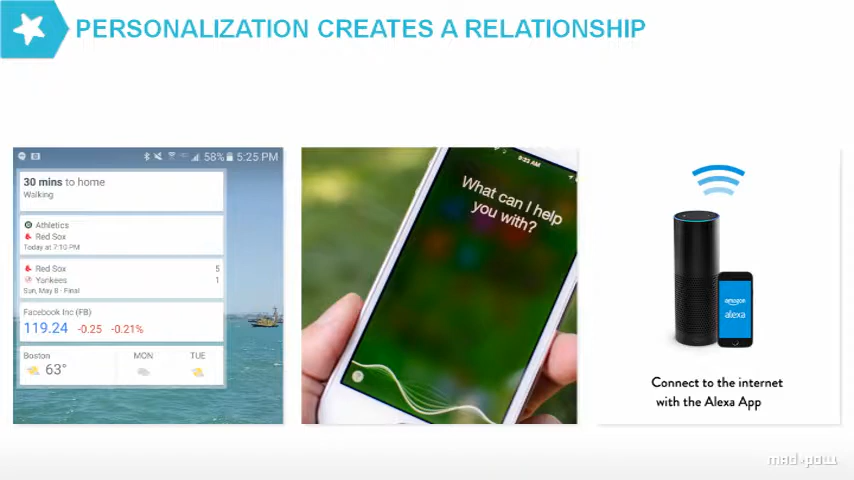 PERSONALIZATION CREATES A RELATIONSHIP
58% 5:25 PM
30 mins to home
Walking
Athletics
Red Sox
Today at 7:10 PM
Red Sox 5
Yankees 1
Sun, May 8 - Final
Facebook Inc (FB)
119.24 -0.25 -0.21%
Boston MON TUE
63°
9:23 AM
What can I help
you with?
?
amazon
alexa
Connect to the internet
with the Alexa App
mad*pow